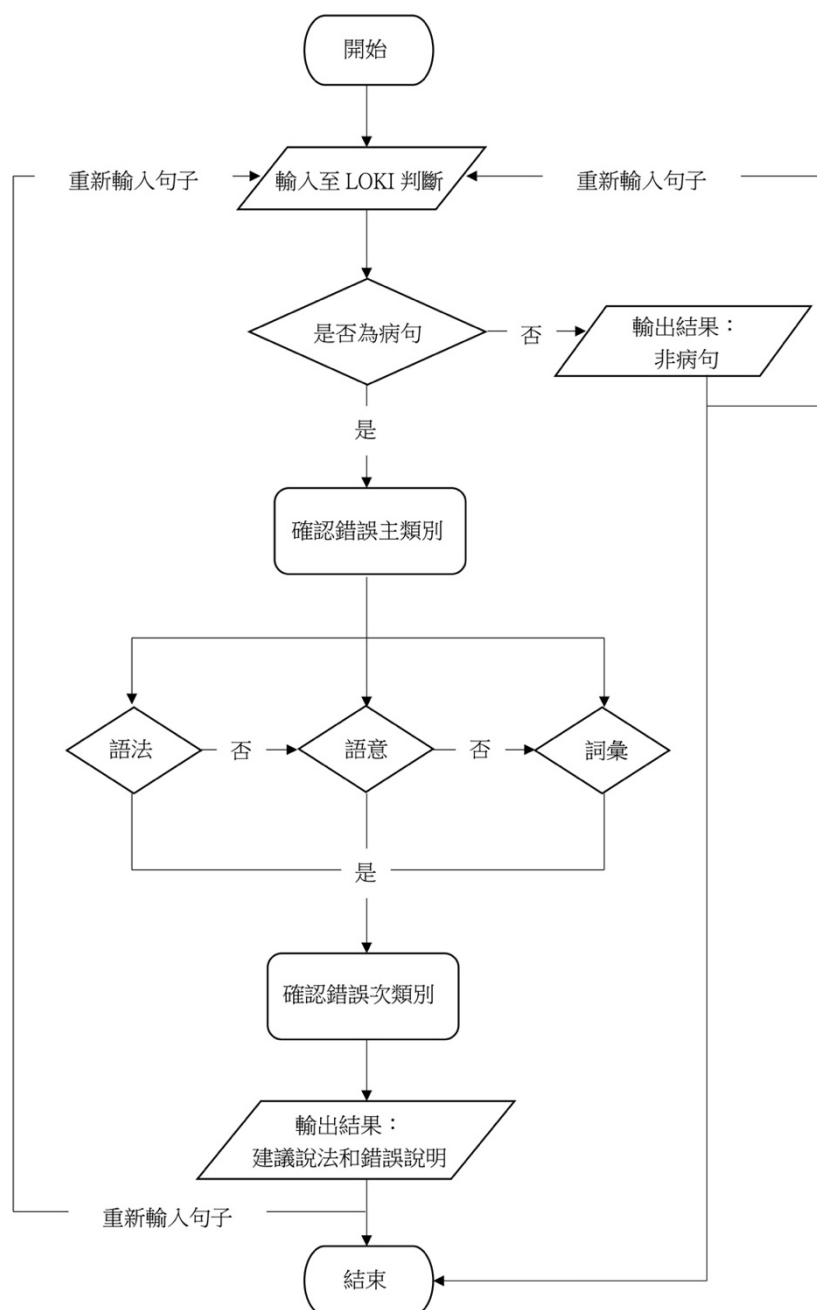 開始
重新輸入句子
輸入至 LOKI 判斷
重新輸入句子
是否為病句
否
輸出結果：
非病句
是
確認錯誤主類別
語法
否
語意
否
詞彙
是
確認錯誤次類別
輸出結果：
建議說法和錯誤說明
重新輸入句子
結束